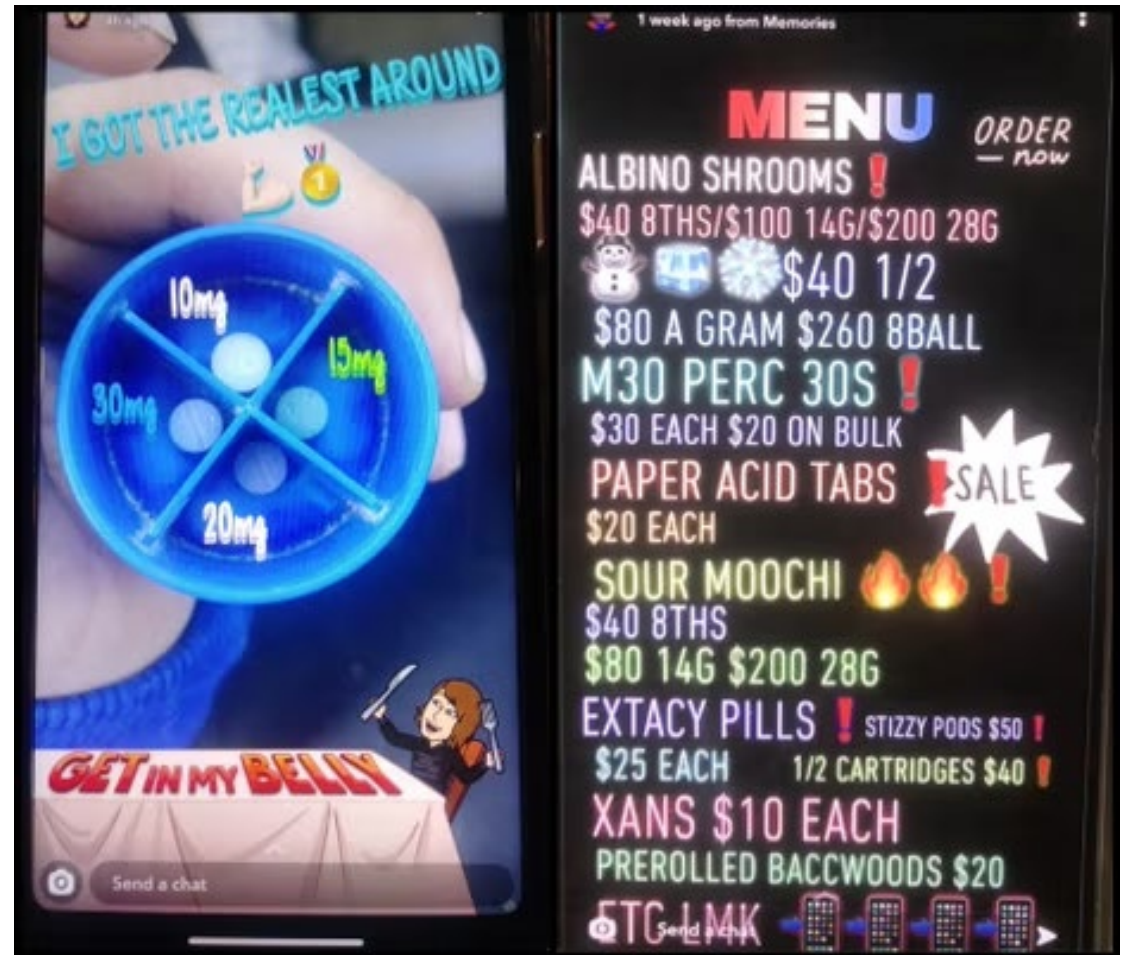 I GOT THE REALEST AROUND
1
10mg
15mg
30mg
20mg
GET IN MY BELLY
Send a chat
1 week ago from Memories
MENU
ORDER
now
ALBINO SHROOMS❗
$40 8THS/$100 14G/$200 28G
$40 1/2
$80 A GRAM $260 8BALL
M30 PERC 30S❗
$30 EACH $20 ON BULK
PAPER ACID TABS❗
SALE
$20 EACH
SOUR MOOCHI 🔥🔥❗
$40 8THS
$80 14G $200 28G
EXTACY PILLS❗ STIZZY PODS $50❗
$25 EACH 1/2 CARTRIDGES $40❗
XANS $10 EACH
PREROLLED BACCWOODS $20
ETC LMK
Send a chat